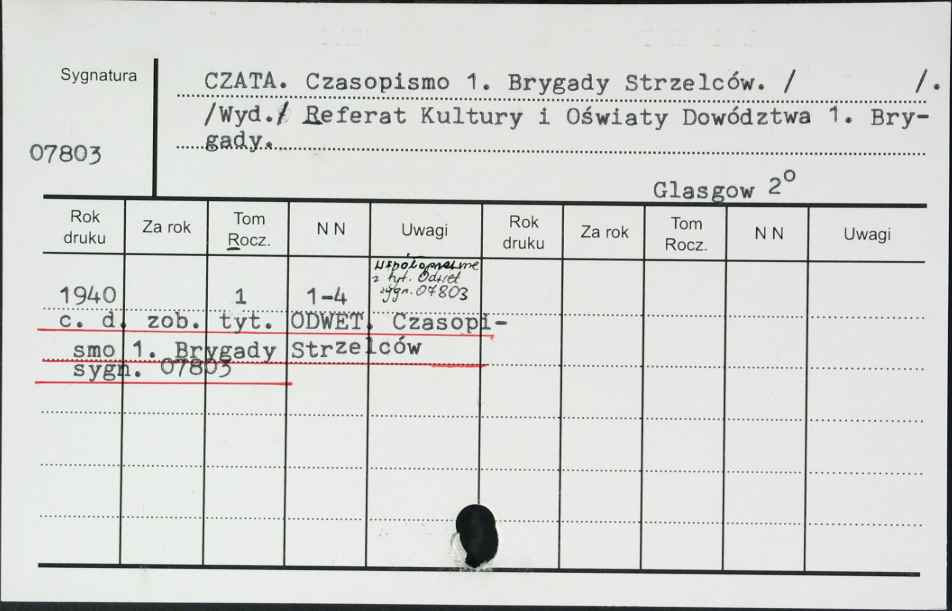 Sygnatura
CZATA. Czasopismo 1. Brygady Strzelców. / /.
/Wyd./ Referat Kultury i Oświaty Dowództwa 1. Bry-
gady.
07803
Glasgow 2°
Rok druku Za rok Tom Rocz. N N Uwagi Rok druku Za rok Tom Rocz. N N Uwagi
współoprawne
z tyt. Odwet
sygn. 07803
1940 1 1-4
c. d. zob. tyt. ODWET. Czasopi-
smo 1. Brygady Strzelców
sygn. 07803